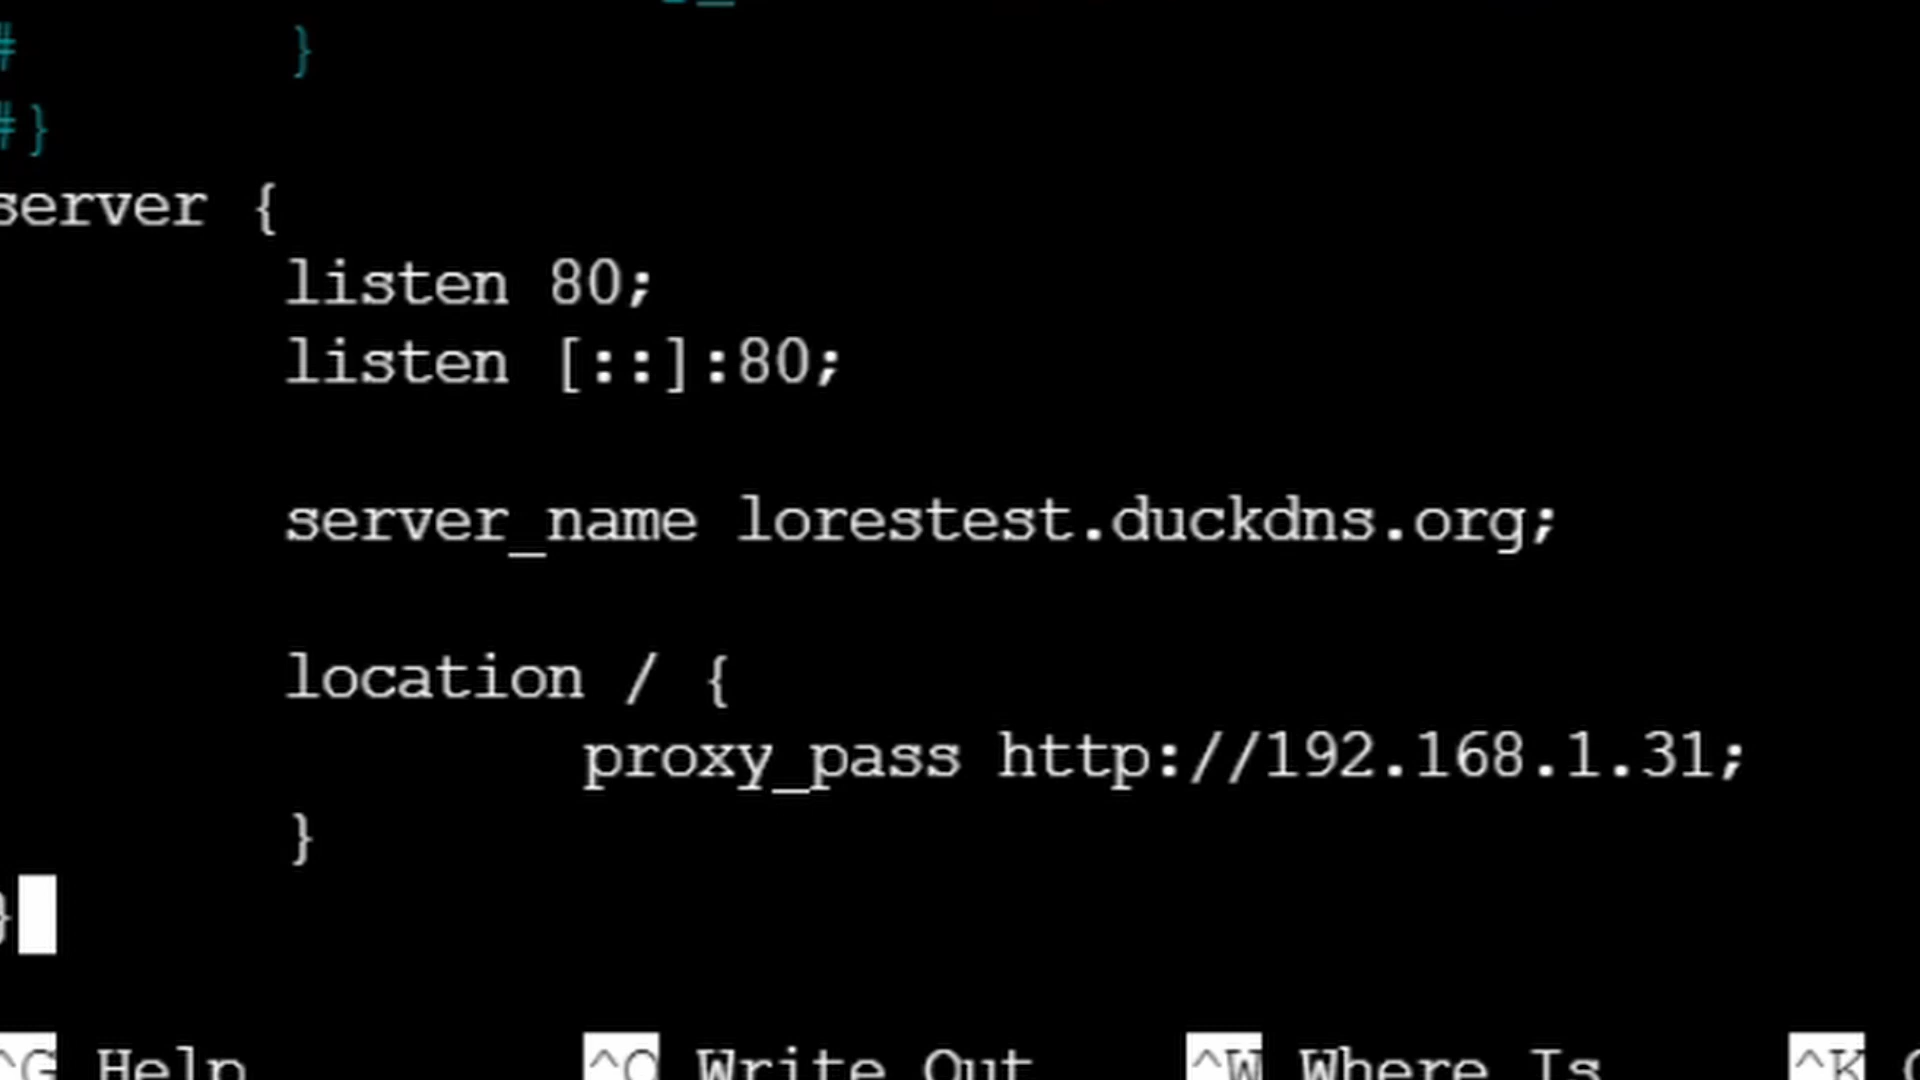 # }
#}
server {
listen 80;
listen [::]:80;
server_name lorestest.duckdns.org;
location / {
proxy_pass http://192.168.1.31;
}
}
^G Help ^O Write Out ^W Where Is ^K